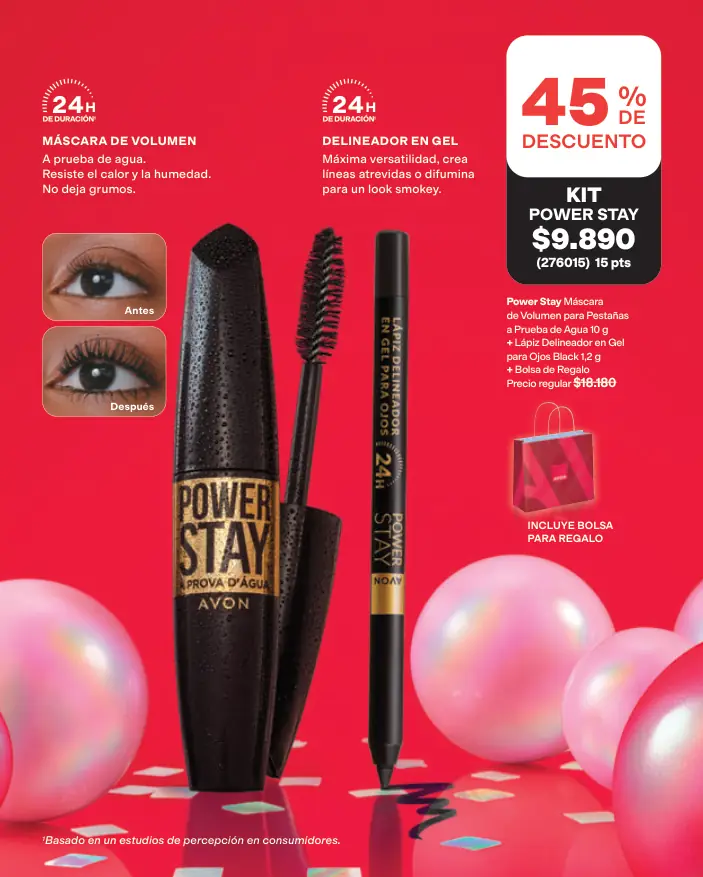 24H
DE DURACIÓN¹
MÁSCARA DE VOLUMEN
A prueba de agua.
Resiste el calor y la humedad.
No deja grumos.
24H
DE DURACIÓN¹
DELINEADOR EN GEL
Máxima versatilidad, crea
líneas atrevidas o difumina
para un look smokey.
45%
DE
DESCUENTO
KIT
POWER STAY
$9.890
(276015) 15 pts
Antes
Después
Power Stay Máscara
de Volumen para Pestañas
a Prueba de Agua 10 g
+ Lápiz Delineador en Gel
para Ojos Black 1,2 g
+ Bolsa de Regalo
Precio regular $18.180
INCLUYE BOLSA
PARA REGALO
POWER
STAY
A PROVA D'ÁGUA
AVON
LÁPIZ DELINEADOR
EN GEL PARA OJOS
24H
POWER
STAY
AVON
¹Basado en un estudios de percepción en consumidores.